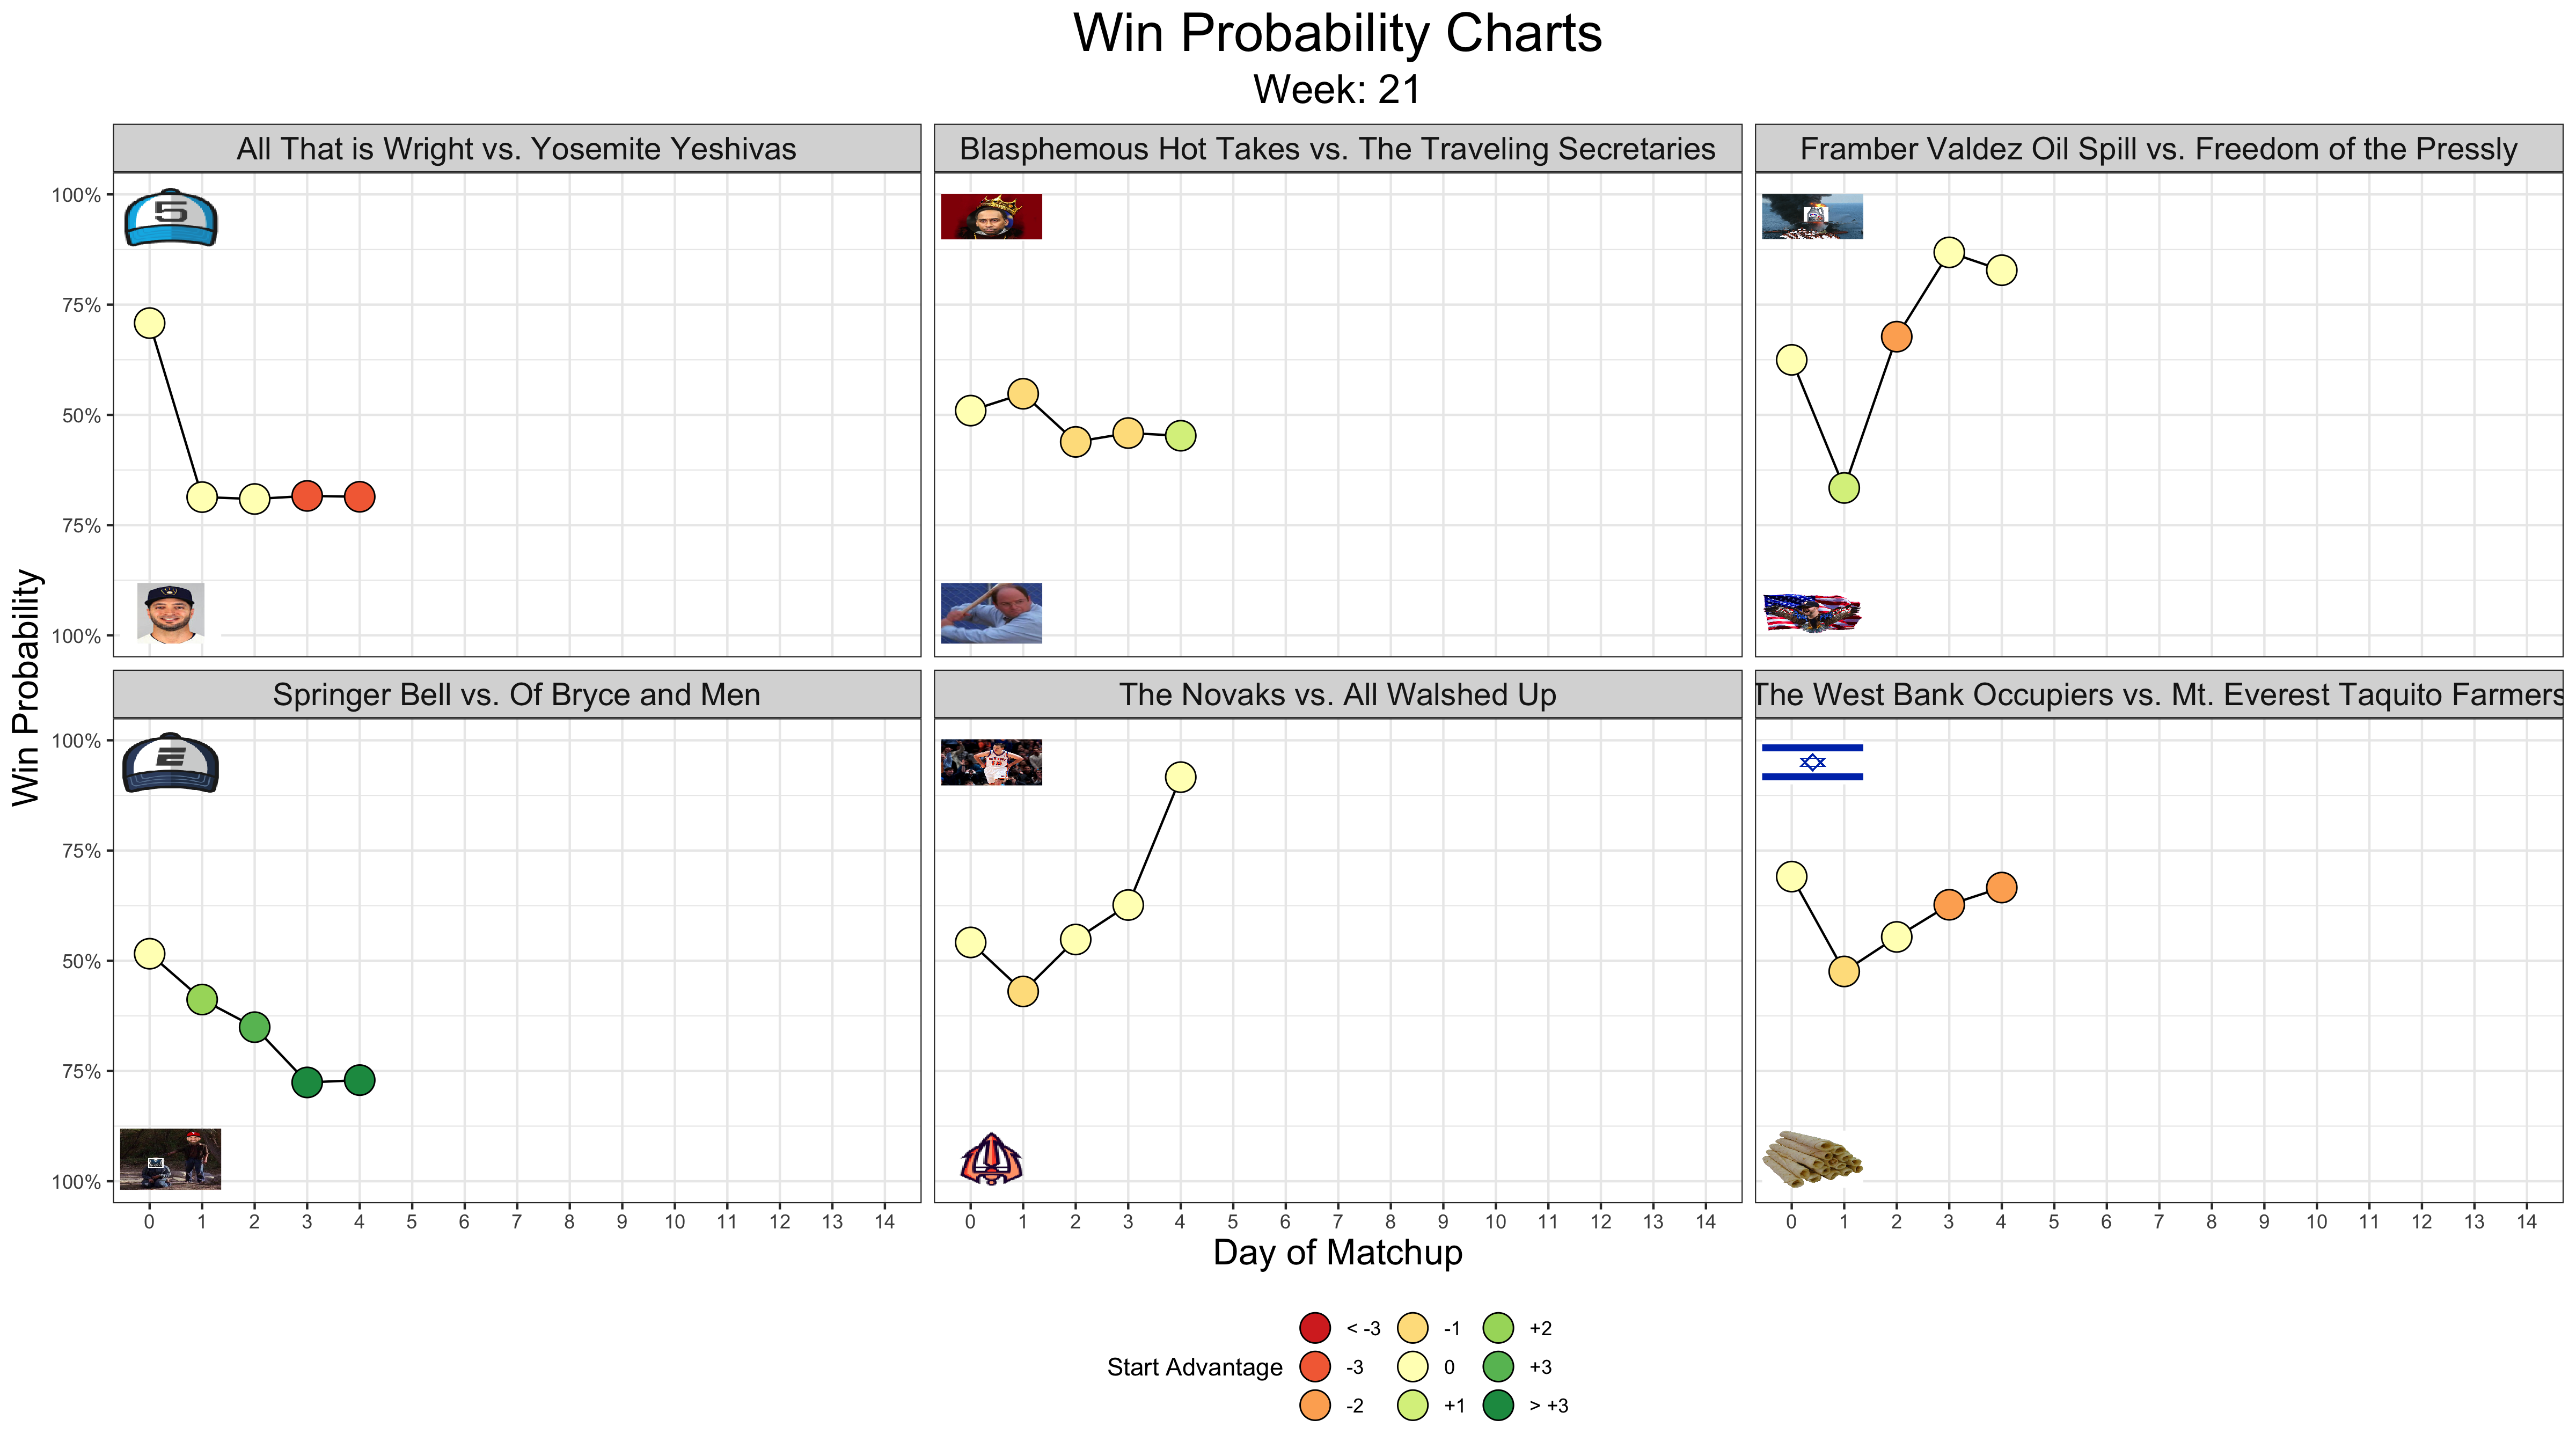 Win Probability Charts
Week: 21
All That is Wright vs. Yosemite Yeshivas
Blasphemous Hot Takes vs. The Traveling Secretaries
Framber Valdez Oil Spill vs. Freedom of the Pressly
100%
75%
50%
75%
100%
5
Win Probability
Springer Bell vs. Of Bryce and Men
The Novaks vs. All Walshed Up
The West Bank Occupiers vs. Mt. Everest Taquito Farmers
100%
75%
50%
75%
100%
E
0 1 2 3 4 5 6 7 8 9 10 11 12 13 14
0 1 2 3 4 5 6 7 8 9 10 11 12 13 14
0 1 2 3 4 5 6 7 8 9 10 11 12 13 14
Day of Matchup
Start Advantage
< -3 -1 +2
-3 0 +3
-2 +1 > +3